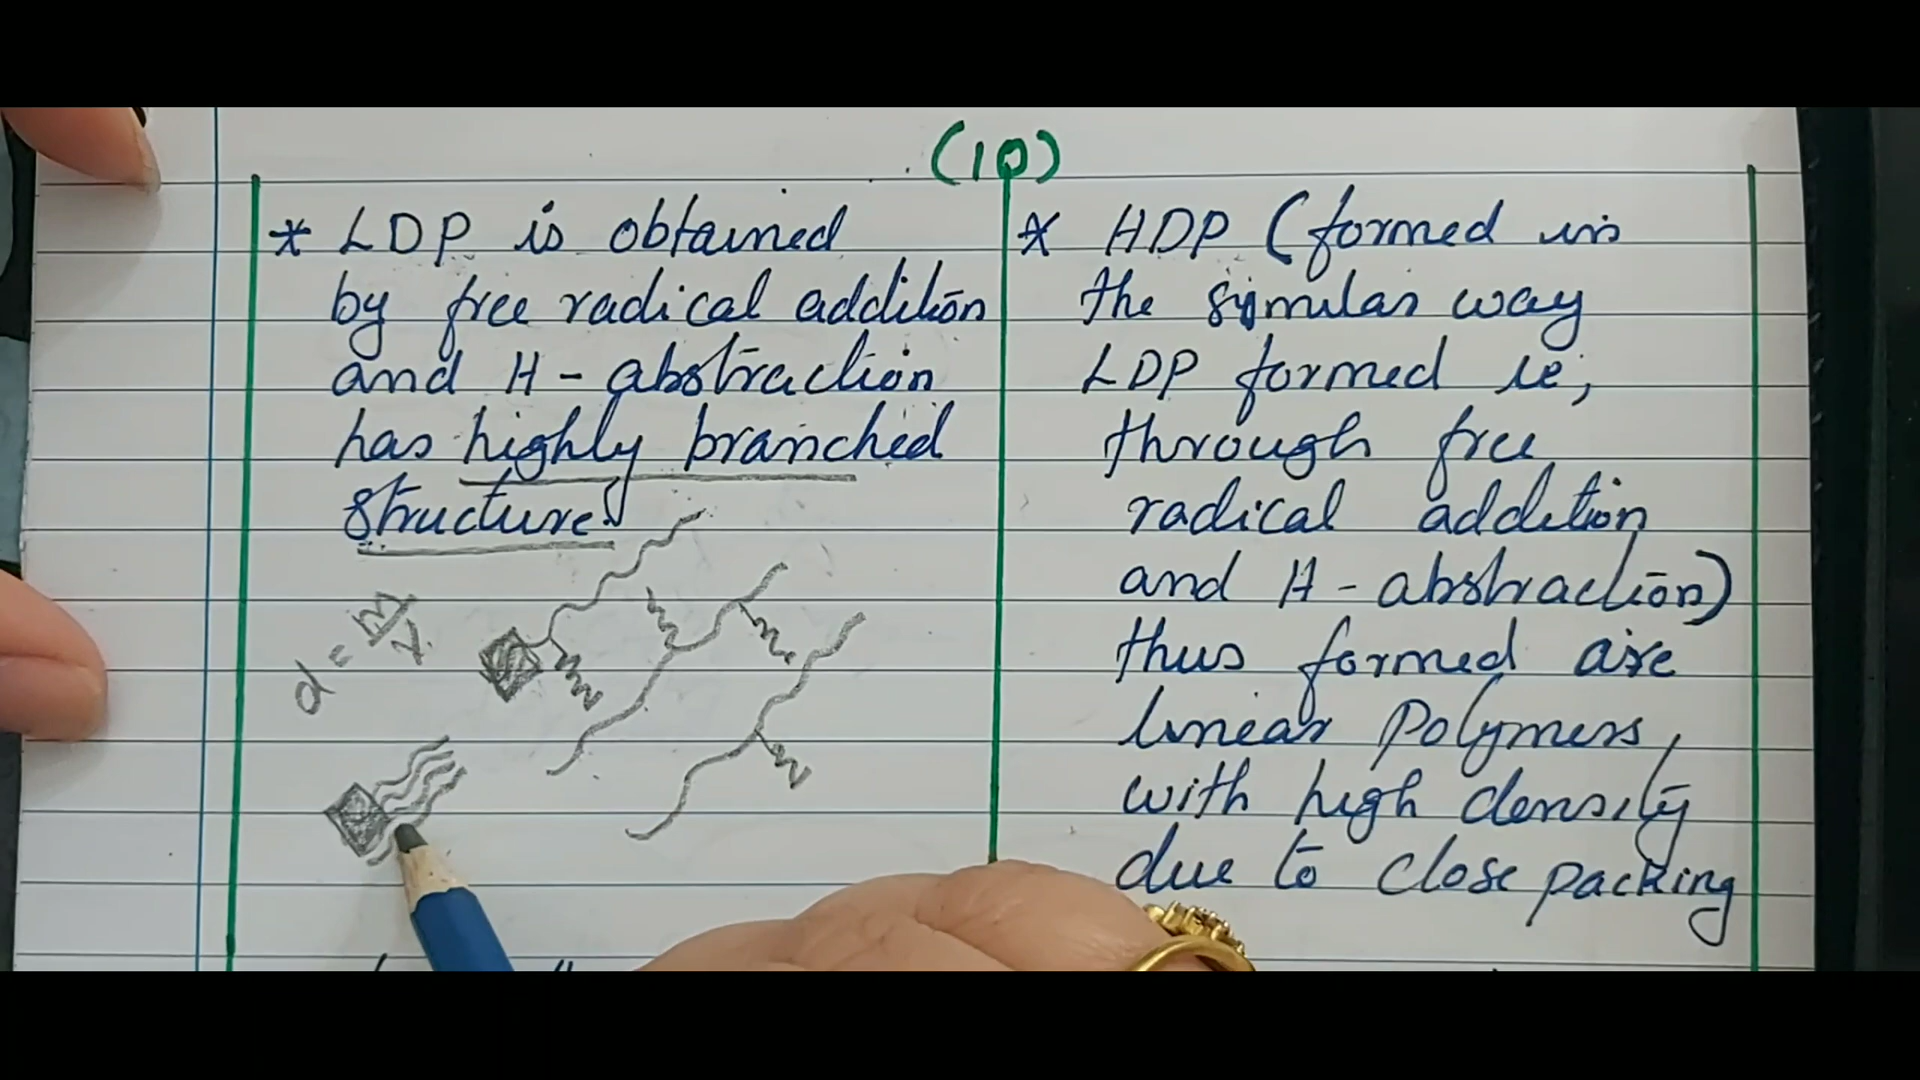 (10)
* LDP is obtained
by free radical addition
and H - abstraction
has highly branched
structure.
d = m/v
* HDP (formed in
the similar way
LDP formed ie,
through free
radical addition
and H - abstraction)
thus formed are
linear polymers,
with high density
due to close packing